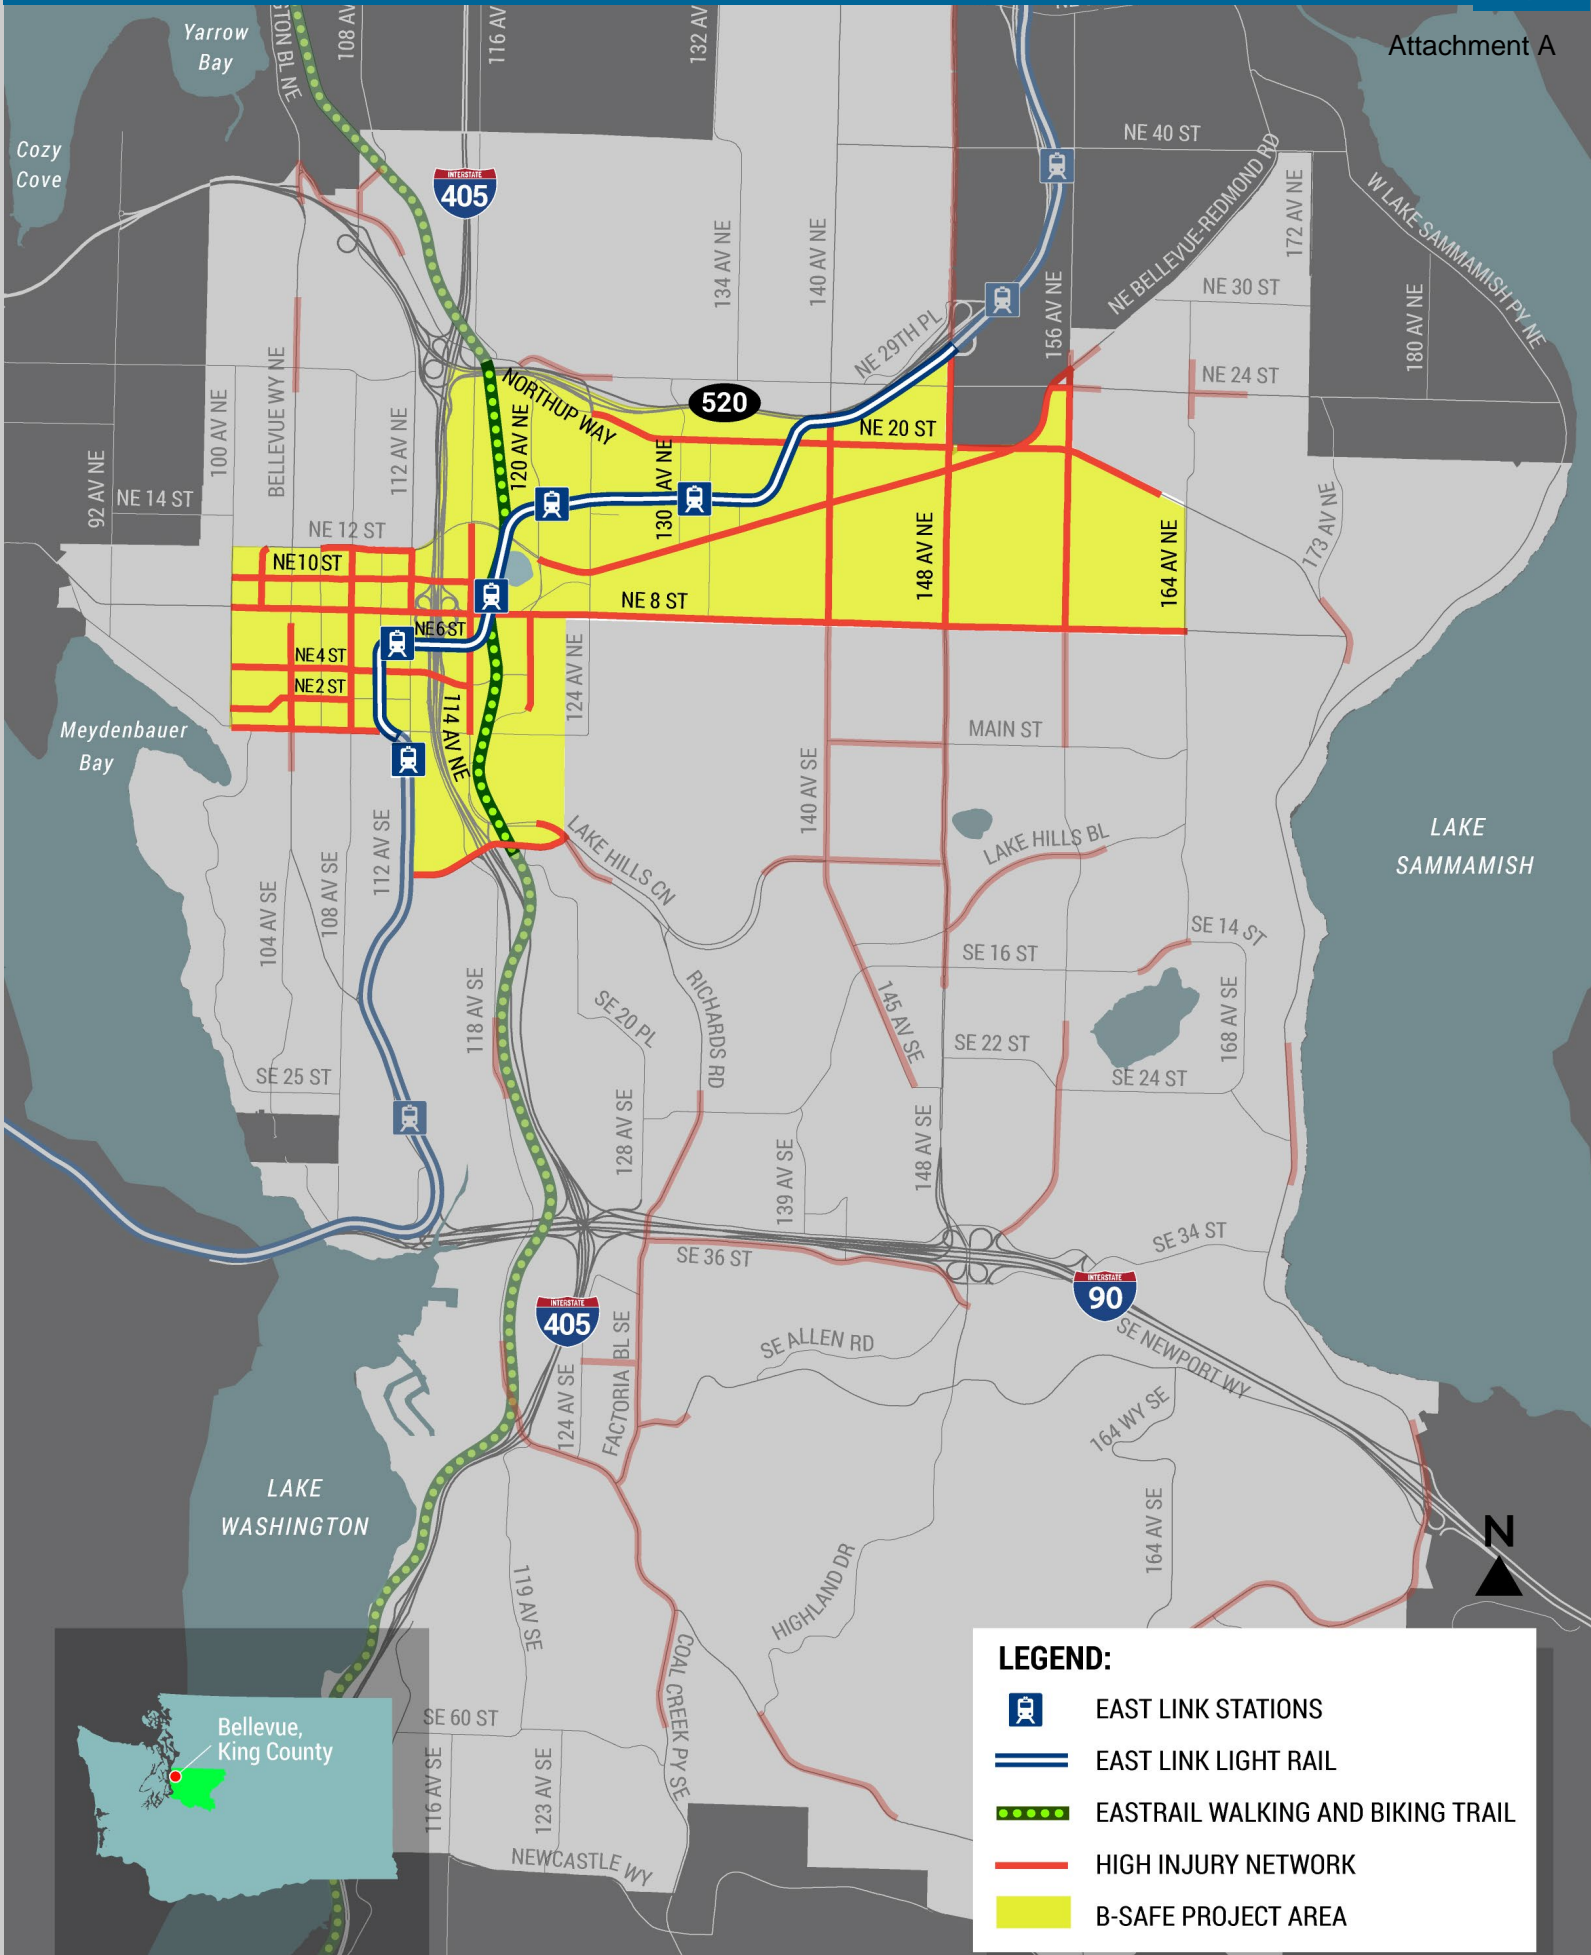 Attachment A
Yarrow
Bay
108 AV
116 AV
132 AV
Cozy
Cove
INTERSTATE
405
NE 40 ST
NE BELLEVUE-REDMOND RD
172 AV NE
W LAKE SAMMAMISH PY NE
134 AV NE
140 AV NE
NE 30 ST
156 AV NE
180 AV NE
NE 29TH PL
NE 24 ST
BELLEVUE WY NE
100 AV NE
112 AV NE
NORTHUP WAY
120 AV NE
520
NE 20 ST
130 AV NE
92 AV NE
NE 14 ST
NE 12 ST
148 AV NE
164 AV NE
173 AV NE
NE 10 ST
NE 8 ST
NE 6 ST
NE 4 ST
NE 2 ST
124 AV NE
114 AV NE
Meydenbauer
Bay
MAIN ST
140 AV SE
LAKE HILLS CN
LAKE HILLS BL
LAKE
SAMMAMISH
112 AV SE
108 AV SE
104 AV SE
SE 14 ST
SE 16 ST
118 AV SE
SE 20 PL
RICHARDS RD
145 AV SE
168 AV SE
SE 22 ST
SE 25 ST
SE 24 ST
128 AV SE
139 AV SE
148 AV SE
SE 34 ST
SE 36 ST
INTERSTATE
90
INTERSTATE
405
SE ALLEN RD
SE NEWPORT WY
124 AV SE
FACTORIA BL SE
164 WY SE
LAKE
WASHINGTON
164 AV SE
N
119 AV SE
HIGHLAND DR
COAL CREEK PY SE
SE 60 ST
116 AV SE
123 AV SE
NEWCASTLE WY
Bellevue,
King County
LEGEND:
EAST LINK STATIONS
EAST LINK LIGHT RAIL
EASTRAIL WALKING AND BIKING TRAIL
HIGH INJURY NETWORK
B-SAFE PROJECT AREA